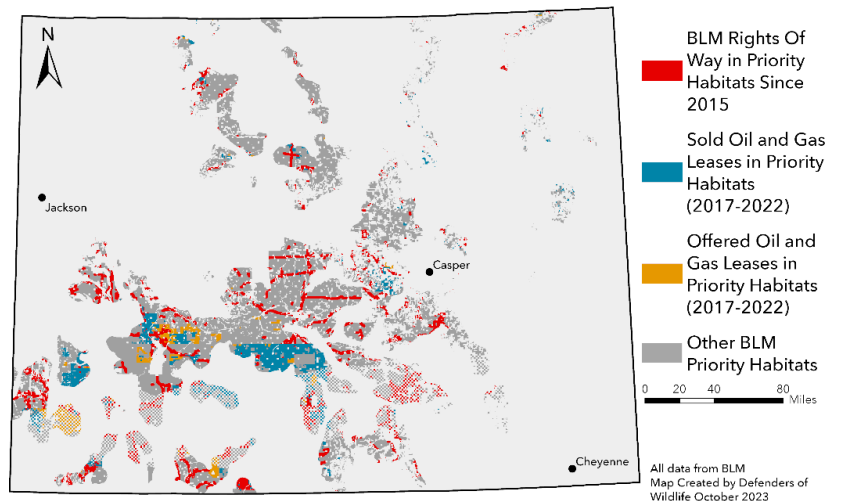 N
Jackson
Casper
Cheyenne
BLM Rights Of
Way in Priority
Habitats Since
2015
Sold Oil and Gas
Leases in Priority
Habitats
(2017-2022)
Offered Oil and
Gas Leases in
Priority Habitats
(2017-2022)
Other BLM
Priority Habitats
0 20 40 80
Miles
All data from BLM
Map Created by Defenders of
Wildlife October 2023